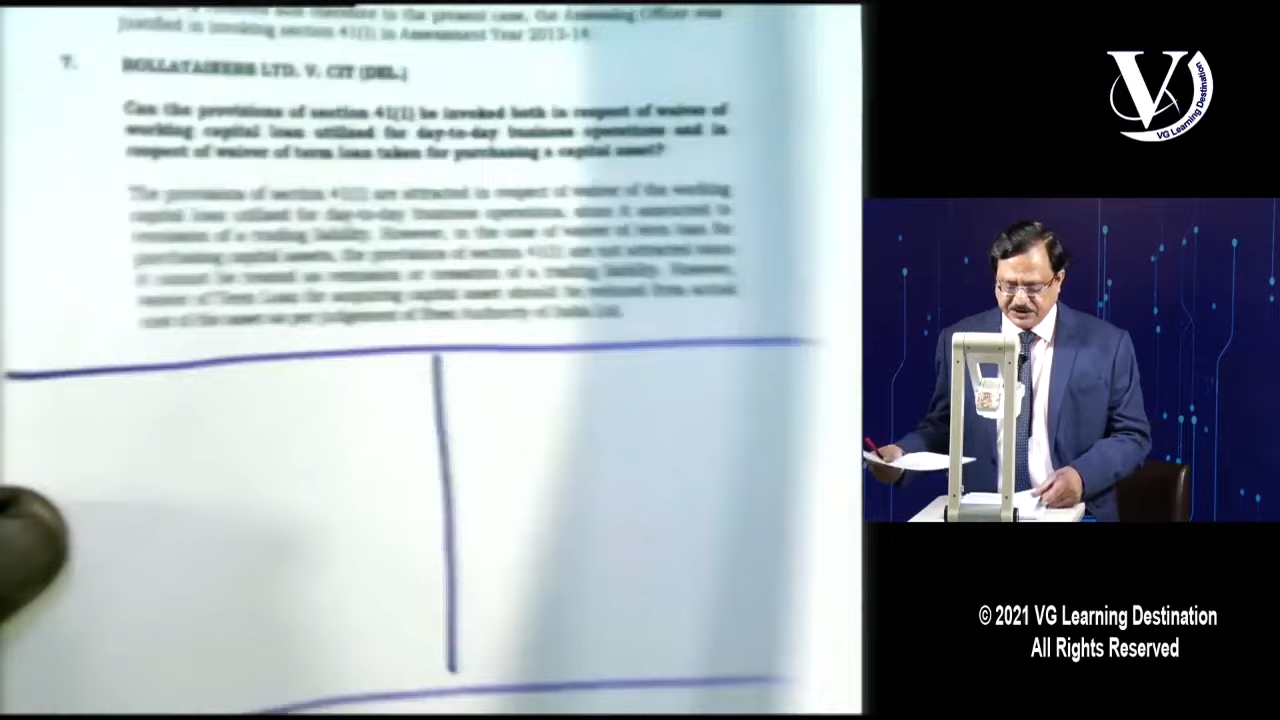 justified in invoking section 41(1) in Assessment Year 2013-14
7. ROLLATAINERS LTD. V. CIT (DEL.)
Can the provisions of section 41(1) be invoked both in respect of waiver of
working capital loan utilized for day-to-day business operations and in
respect of waiver of term loan taken for purchasing a capital asset?
The provisions of section 41(1) are attracted in respect of waiver of the working
capital loan utilized for day-to-day business operations, since it amounted to
remission of a trading liability. However, in the case of waiver of term loan for
purchasing capital assets, the provisions of section 41(1) are not attracted since
it cannot be treated as remission or cessation of a trading liability. However,
waiver of Term Loan for acquiring capital asset should be reduced from actual
cost of the asset as per judgement of Steel Authority of India Ltd.
V
VG Learning Destination
© 2021 VG Learning Destination
All Rights Reserved